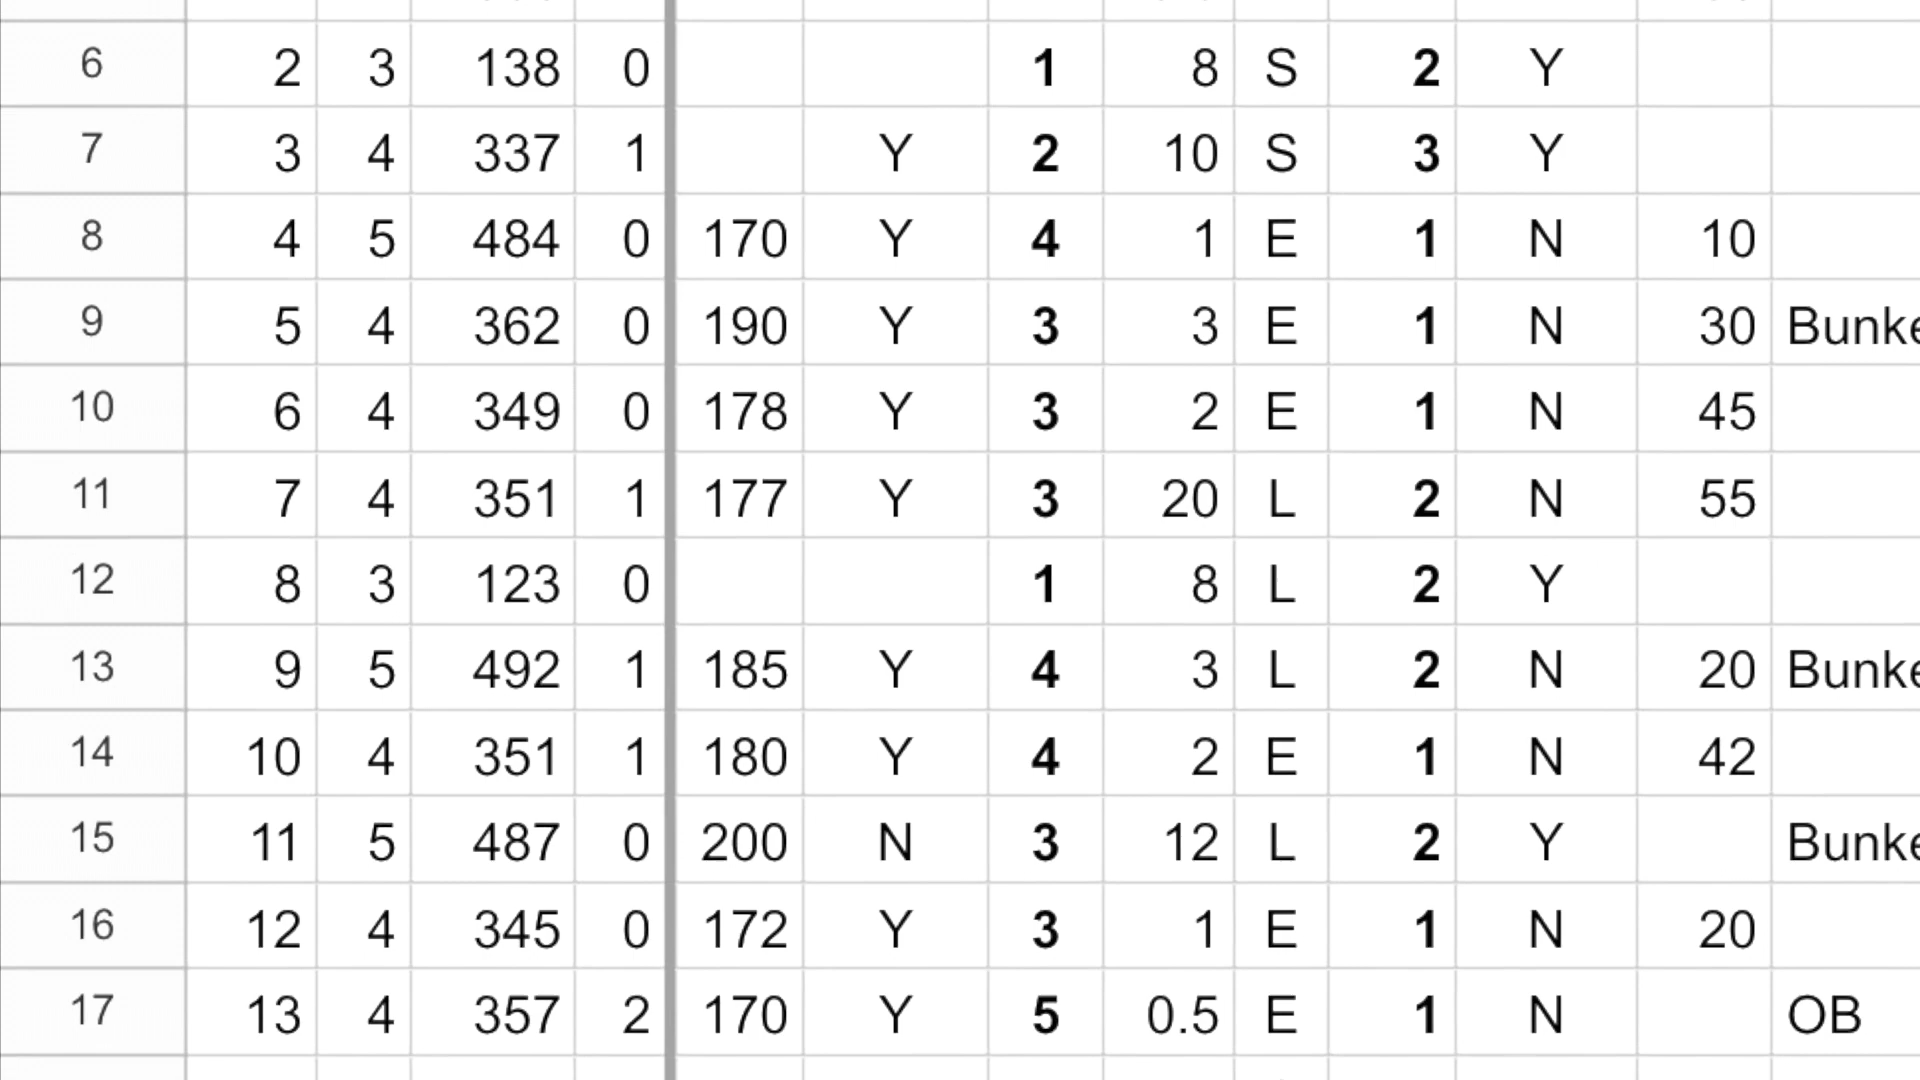 6 2 3 138 0 1 8 S 2 Y
7 3 4 337 1 Y 2 10 S 3 Y
8 4 5 484 0 170 Y 4 1 E 1 N 10
9 5 4 362 0 190 Y 3 3 E 1 N 30 Bunke
10 6 4 349 0 178 Y 3 2 E 1 N 45
11 7 4 351 1 177 Y 3 20 L 2 N 55
12 8 3 123 0 1 8 L 2 Y
13 9 5 492 1 185 Y 4 3 L 2 N 20 Bunke
14 10 4 351 1 180 Y 4 2 E 1 N 42
15 11 5 487 0 200 N 3 12 L 2 Y Bunke
16 12 4 345 0 172 Y 3 1 E 1 N 20
17 13 4 357 2 170 Y 5 0.5 E 1 N OB